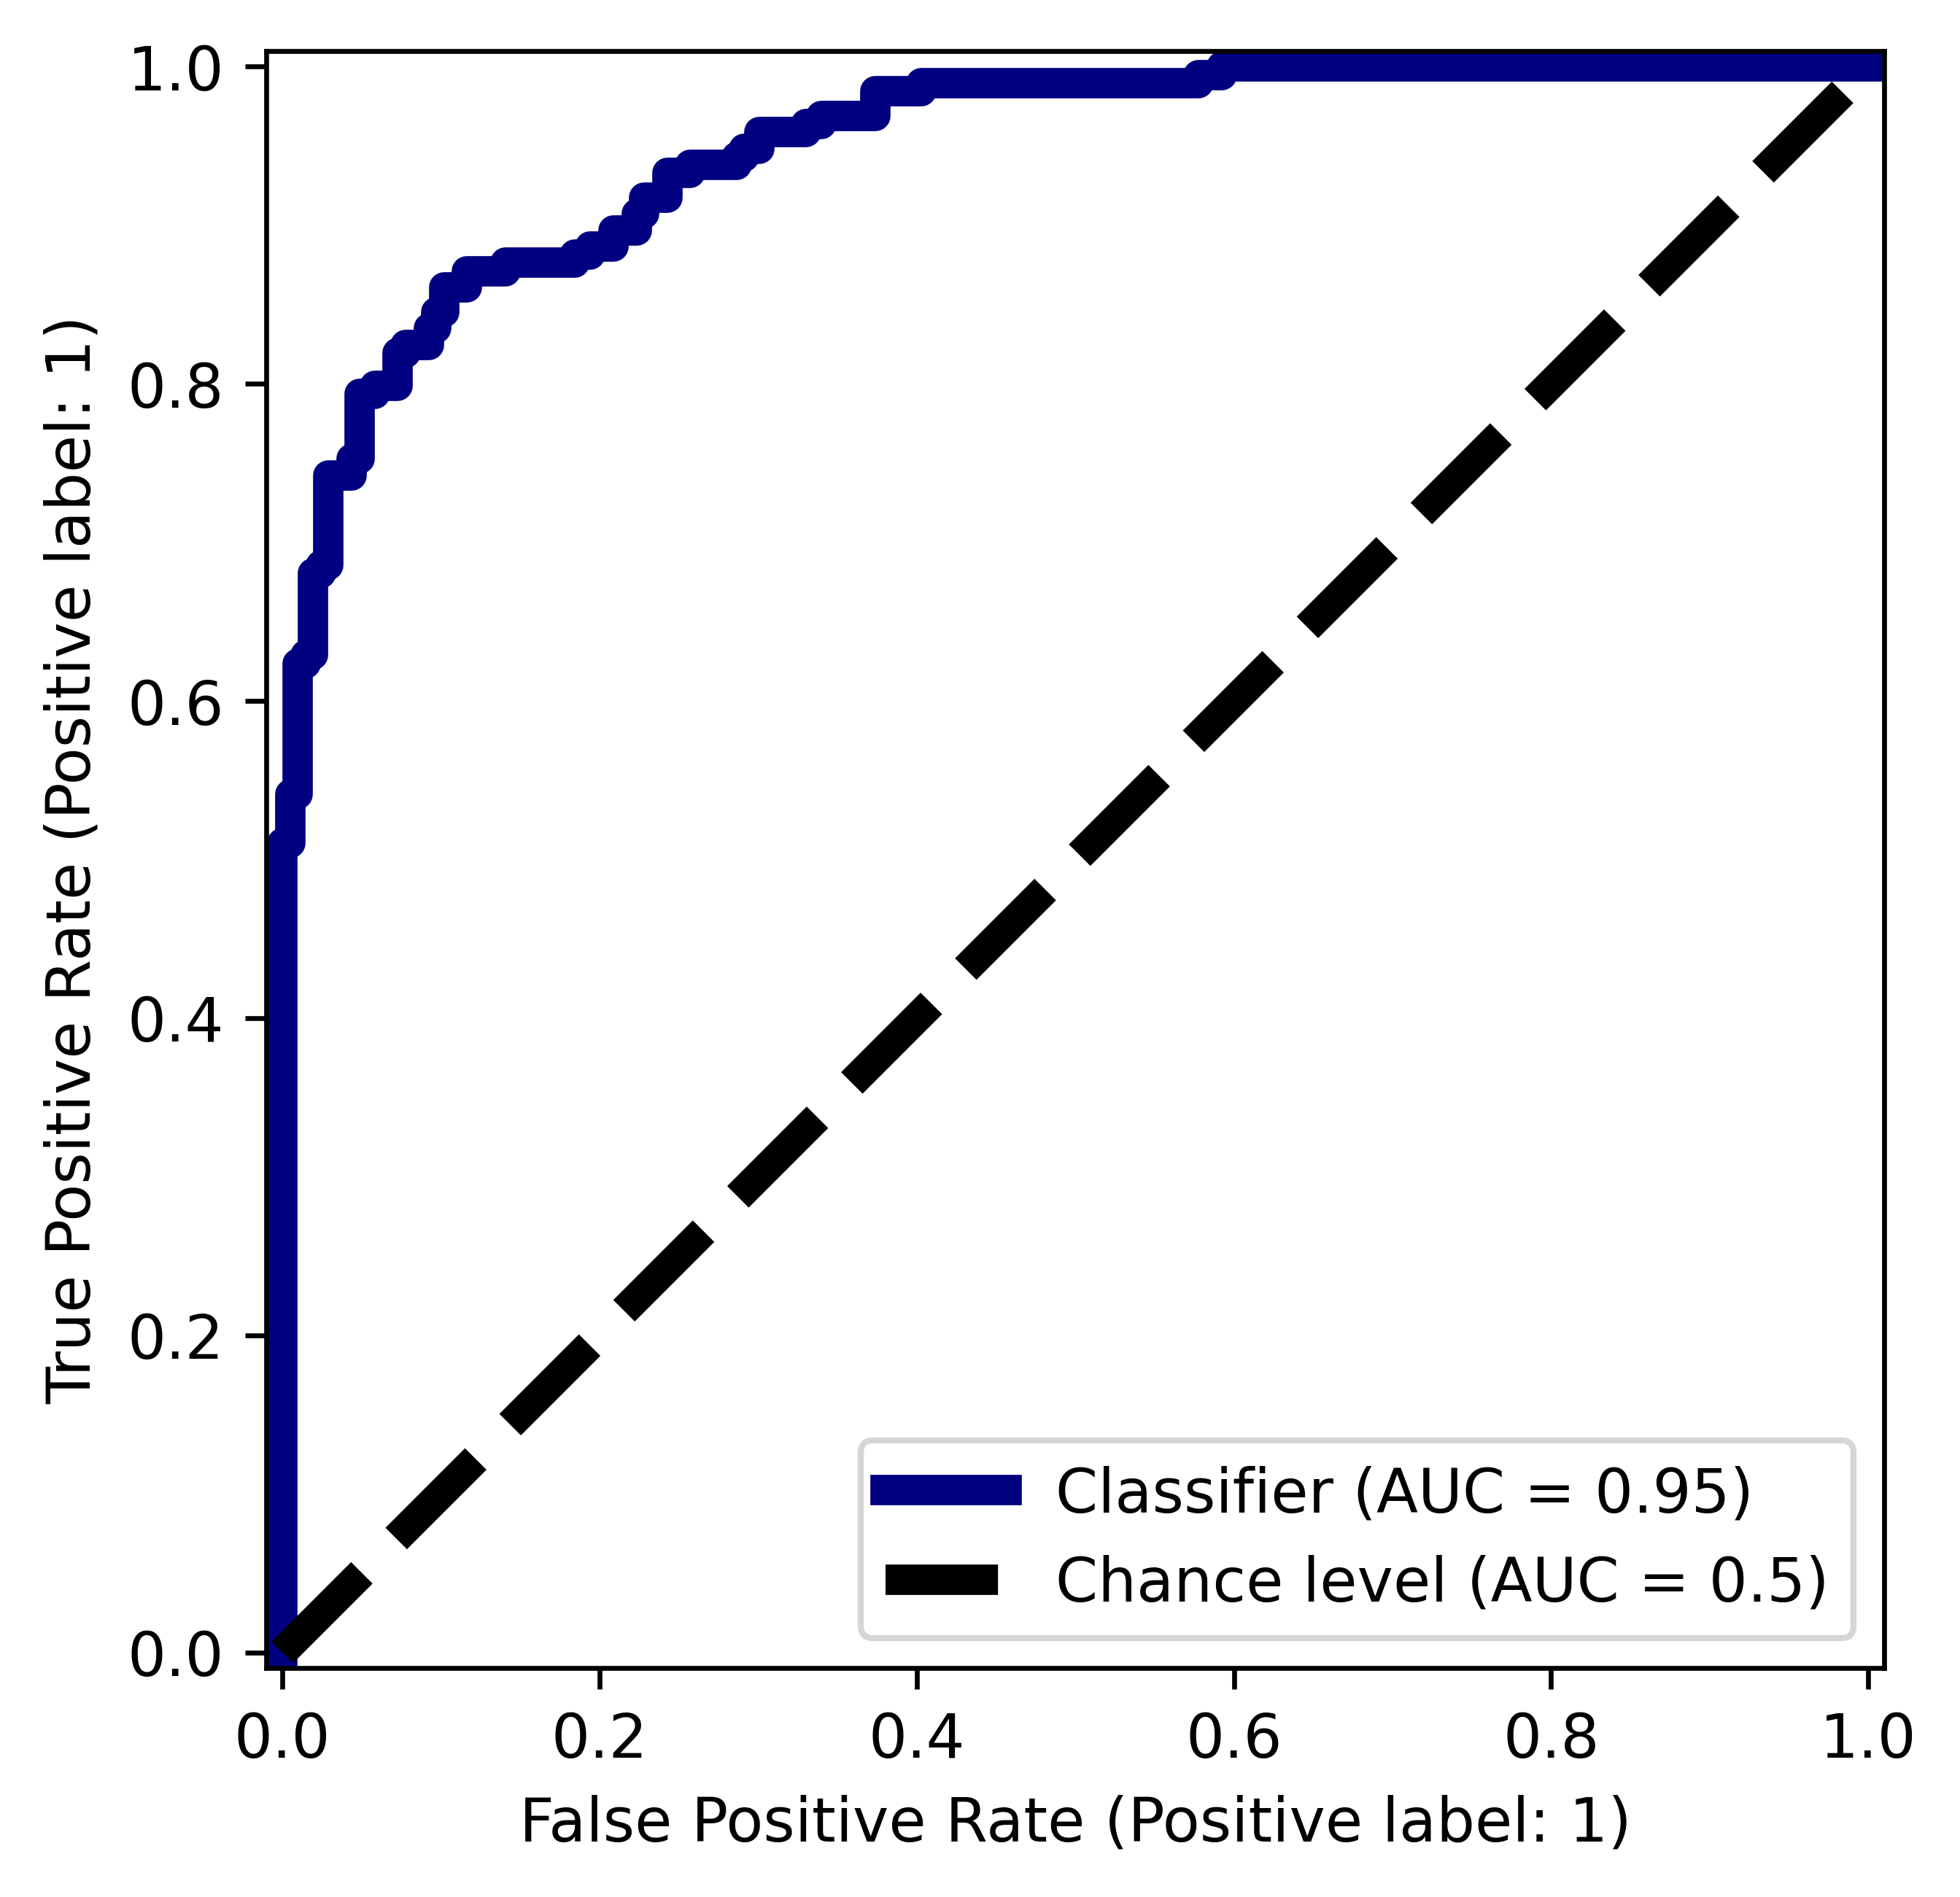 1.0
0.8
0.6
0.4
0.2
0.0
True Positive Rate (Positive label: 1)
Classifier (AUC = 0.95)
Chance level (AUC = 0.5)
0.0 0.2 0.4 0.6 0.8 1.0
False Positive Rate (Positive label: 1)